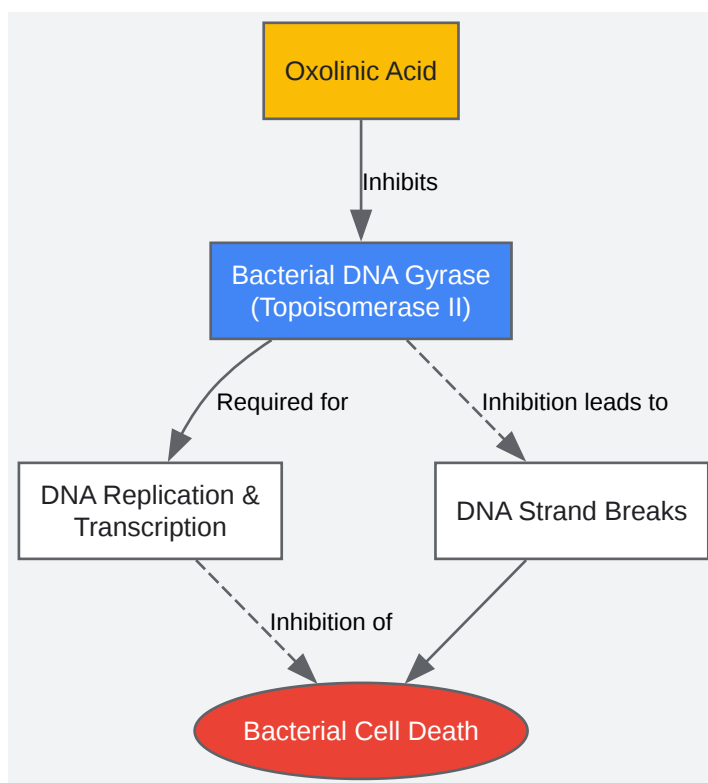 Oxolinic Acid
Inhibits
Bacterial DNA Gyrase
(Topoisomerase II)
Required for
Inhibition leads to
DNA Replication &
Transcription
DNA Strand Breaks
Inhibition of
Bacterial Cell Death